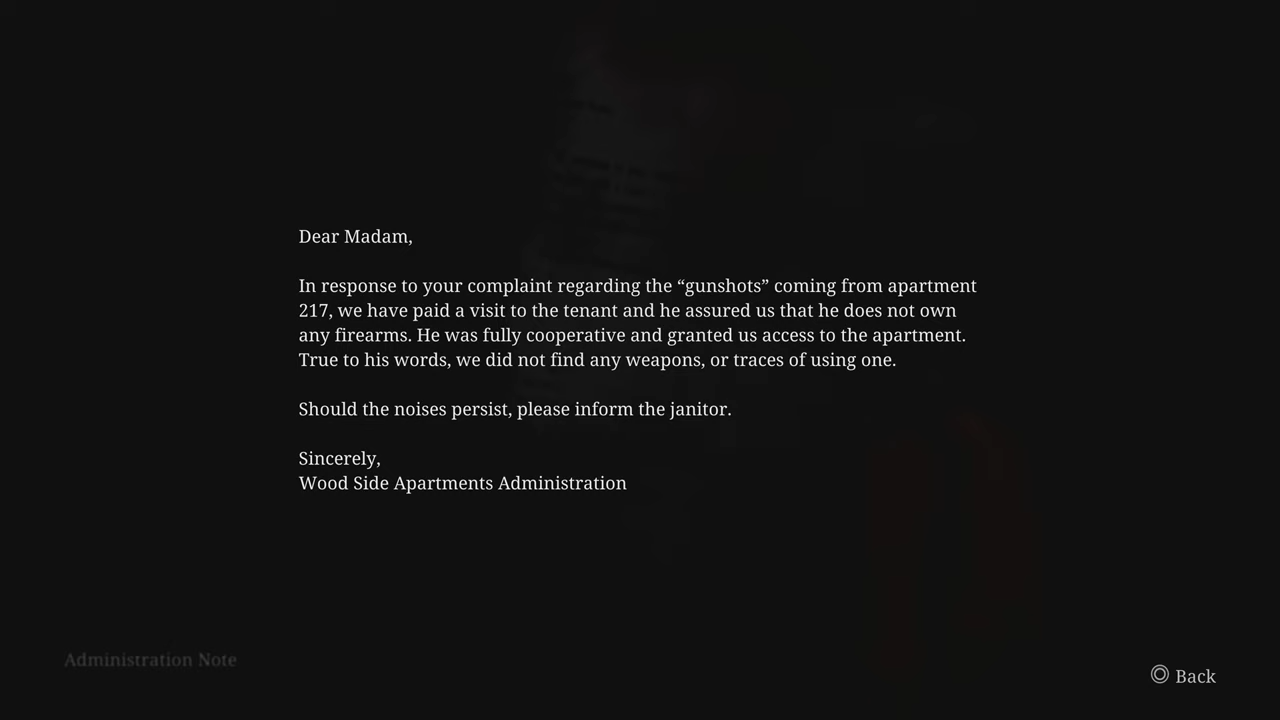 Dear Madam,
In response to your complaint regarding the “gunshots” coming from apartment
217, we have paid a visit to the tenant and he assured us that he does not own
any firearms. He was fully cooperative and granted us access to the apartment.
True to his words, we did not find any weapons, or traces of using one.
Should the noises persist, please inform the janitor.
Sincerely,
Wood Side Apartments Administration
Administration Note
Back